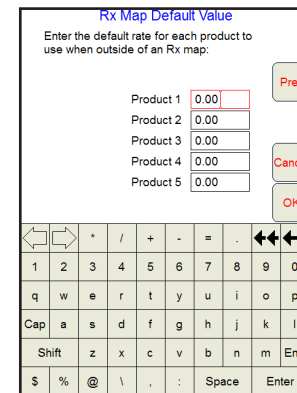 Rx Map Default Value
Enter the default rate for each product to
use when outside of an Rx map:
Pre
Product 1 0.00
Product 2 0.00
Product 3 0.00
Product 4 0.00
Product 5 0.00
Canc
OK
* / + - = .
1 2 3 4 5 6 7 8 9 0
q w e r t y u i o p
Cap a s d f g h j k l
Shift z x c v b n m En
$ % @ \ , : Space Enter